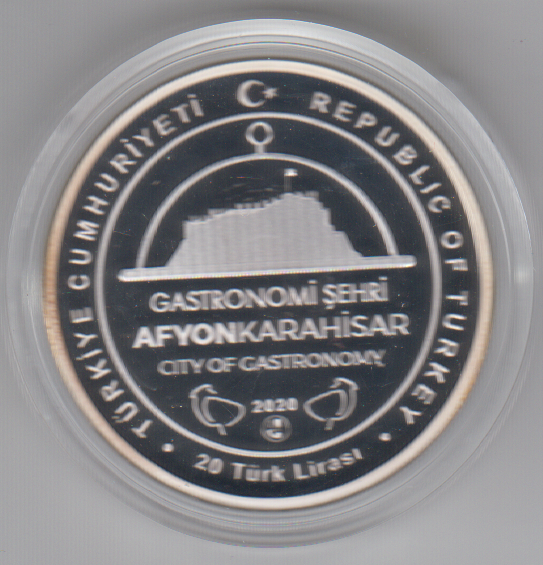 TÜRKİYE CUMHURİYETİ
REPUBLIC OF TURKEY
GASTRONOMİ ŞEHRİ
AFYONKARAHİSAR
CITY OF GASTRONOMY
2020
20 Türk Lirası